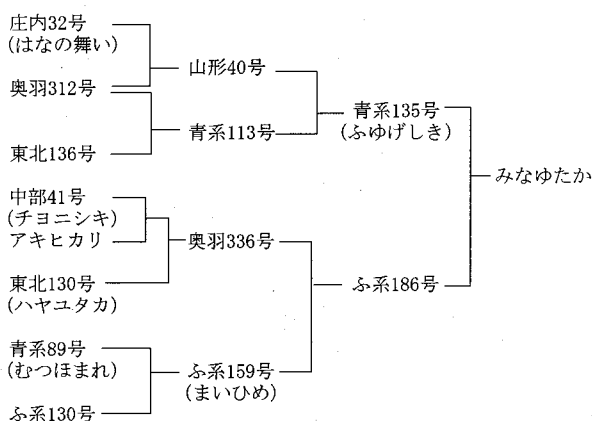 庄内32号
(はなの舞い)
山形40号
奥羽312号
青系135号
(ふゆげしき)
青系113号
東北136号
みなゆたか
中部41号
(チヨニシキ)
アキヒカリ
奥羽336号
東北130号
(ハヤユタカ)
ふ系186号
青系89号
(むつほまれ)
ふ系159号
(まいひめ)
ふ系130号